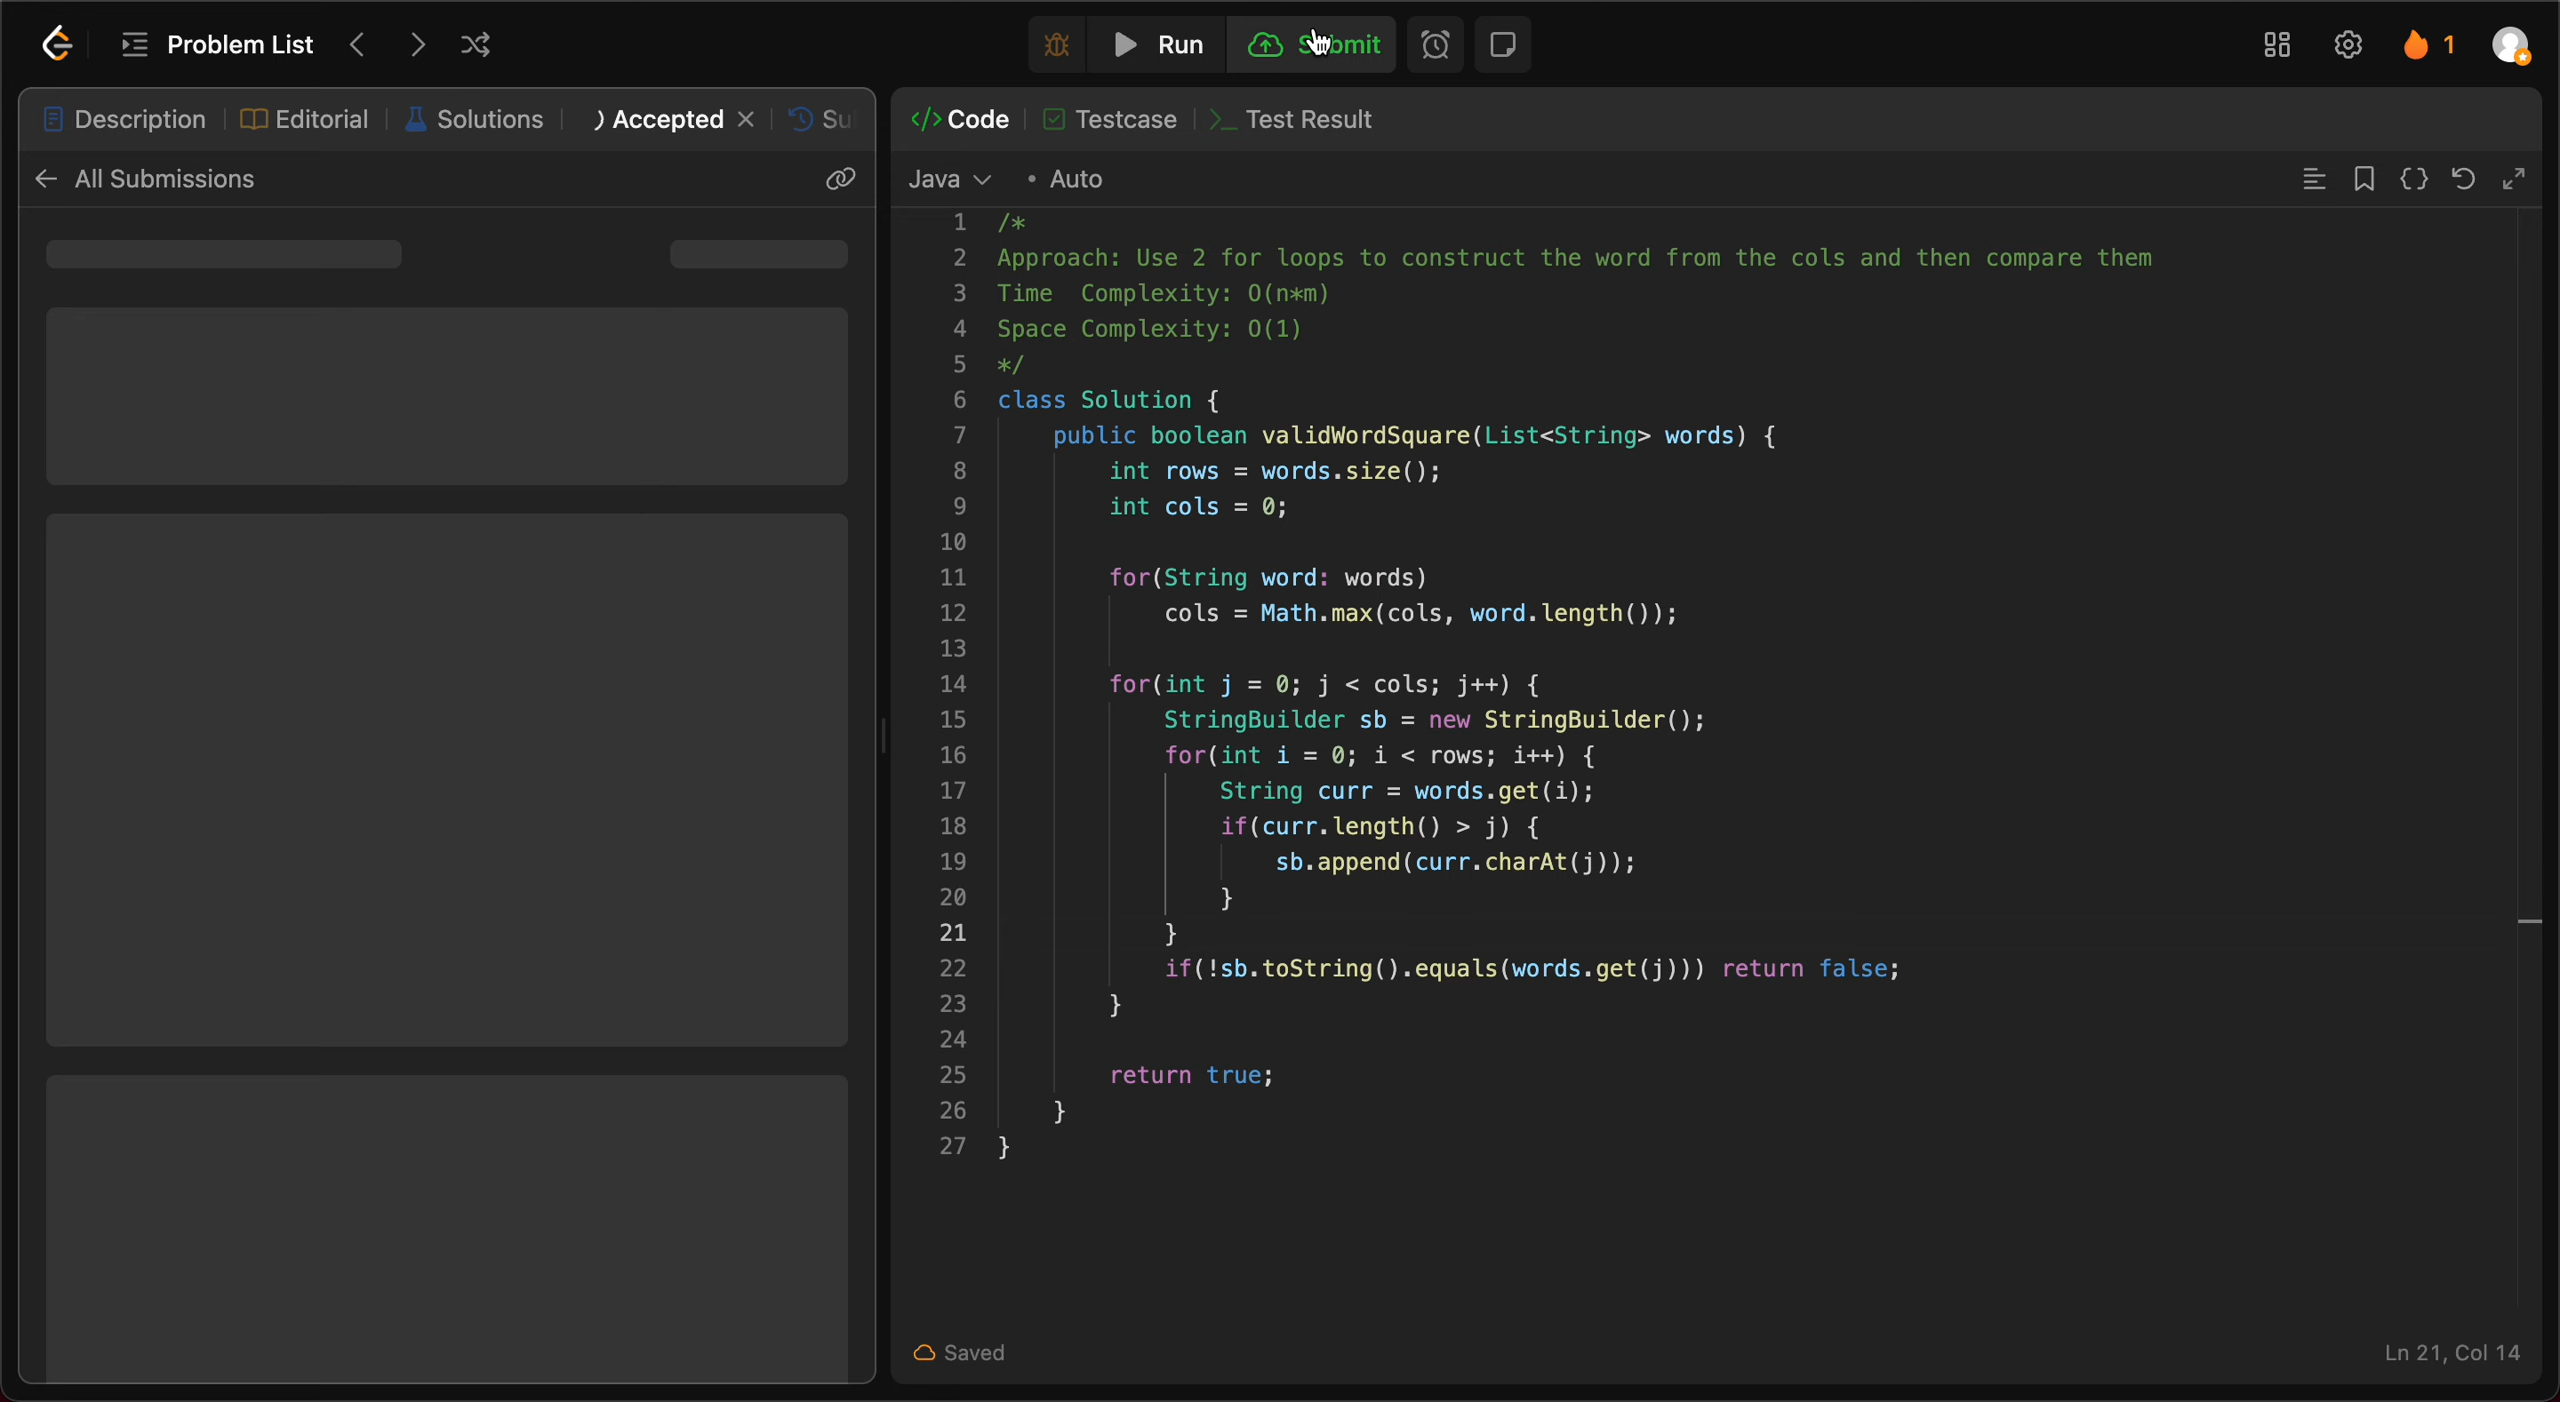 Problem List
Run
Submit
1
Description
Editorial
Solutions
Accepted
Su
All Submissions
</> Code
Testcase
>_ Test Result
Java
• Auto
1 /*
2 Approach: Use 2 for loops to construct the word from the cols and then compare them
3 Time  Complexity: O(n*m)
4 Space Complexity: O(1)
5 */
6 class Solution {
7     public boolean validWordSquare(List<String> words) {
8         int rows = words.size();
9         int cols = 0;
10
11         for(String word: words)
12             cols = Math.max(cols, word.length());
13
14         for(int j = 0; j < cols; j++) {
15             StringBuilder sb = new StringBuilder();
16             for(int i = 0; i < rows; i++) {
17                 String curr = words.get(i);
18                 if(curr.length() > j) {
19                     sb.append(curr.charAt(j));
20                 }
21             }
22             if(!sb.toString().equals(words.get(j))) return false;
23         }
24
25         return true;
26     }
27 }
Saved
Ln 21, Col 14